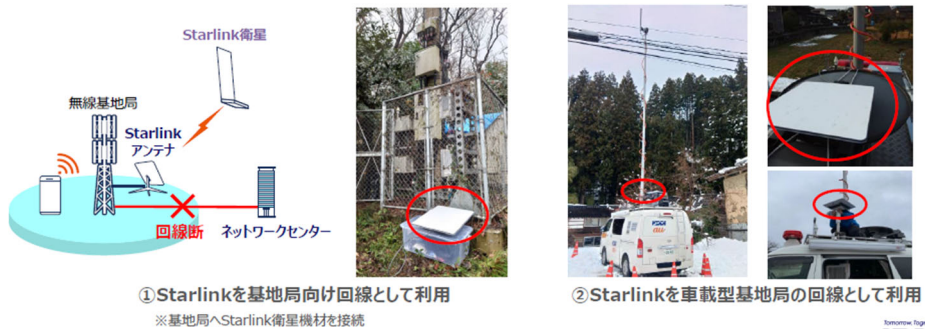 Starlink衛星
無線基地局
Starlink
アンテナ
回線断
ネットワークセンター
KDDI
au
①Starlinkを基地局向け回線として利用
※基地局へStarlink衛星機材を接続
②Starlinkを車載型基地局の回線として利用